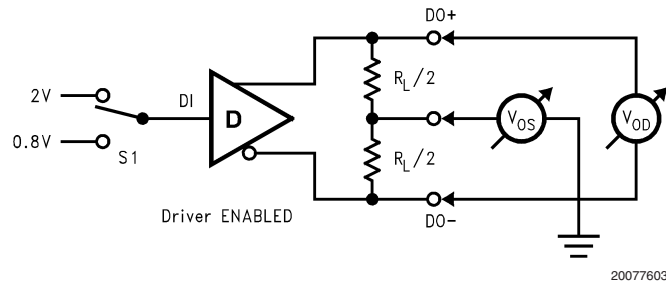 DO+
2V
DI
D
R_L/2
V_OS
V_OD
0.8V
S1
R_L/2
Driver ENABLED
DO−
20077603